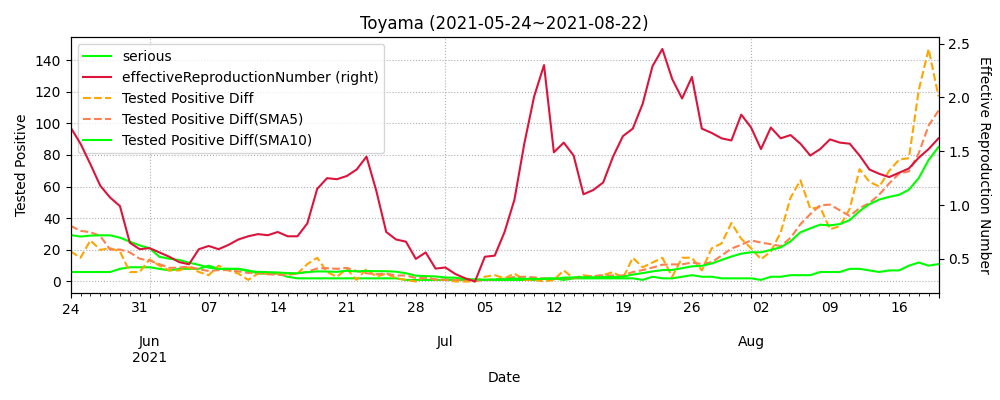 Toyama (2021-05-24~2021-08-22)
serious
effectiveReproductionNumber (right)
Tested Positive Diff
Tested Positive Diff(SMA5)
Tested Positive Diff(SMA10)
Tested Positive
140
120
100
80
60
40
20
0
Effective Reproduction Number
2.5
2.0
1.5
1.0
0.5
24 31 07 14 21 28 05 12 19 26 02 09 16
Jun Jul Aug
2021
Date